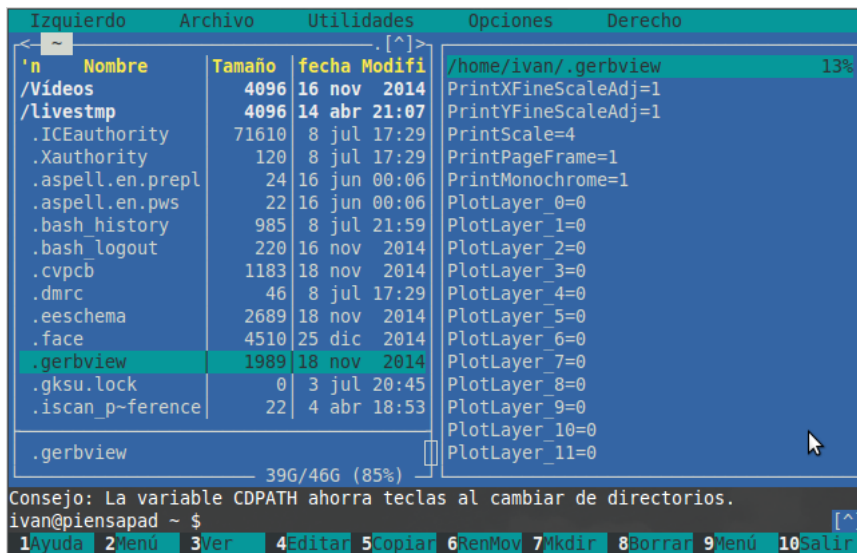 Izquierdo Archivo Utilidades Opciones Derecho
<─ ~ ─.[^]>
'n Nombre Tamaño fecha Modifi
/Vídeos 4096 16 nov 2014
/livestmp 4096 14 abr 21:07
.ICEauthority 71610 8 jul 17:29
.Xauthority 120 8 jul 17:29
.aspell.en.prepl 24 16 jun 00:06
.aspell.en.pws 22 16 jun 00:06
.bash_history 985 8 jul 21:59
.bash_logout 220 16 nov 2014
.cvpcb 1183 18 nov 2014
.dmrc 46 8 jul 17:29
.eeschema 2689 18 nov 2014
.face 4510 25 dic 2014
.gerbview 1989 18 nov 2014
.gksu.lock 0 3 jul 20:45
.iscan_p~ference 22 4 abr 18:53
.gerbview
39G/46G (85%)
/home/ivan/.gerbview 13%
PrintXFineScaleAdj=1
PrintYFineScaleAdj=1
PrintScale=4
PrintPageFrame=1
PrintMonochrome=1
PlotLayer_0=0
PlotLayer_1=0
PlotLayer_2=0
PlotLayer_3=0
PlotLayer_4=0
PlotLayer_5=0
PlotLayer_6=0
PlotLayer_7=0
PlotLayer_8=0
PlotLayer_9=0
PlotLayer_10=0
PlotLayer_11=0
Consejo: La variable CDPATH ahorra teclas al cambiar de directorios.
ivan@piensapad ~ $ [^
1Ayuda 2Menú 3Ver 4Editar 5Copiar 6RenMov 7Mkdir 8Borrar 9Menú 10Salir